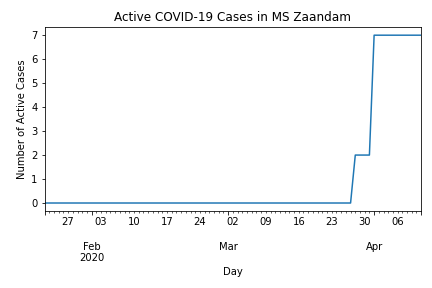 Active COVID-19 Cases in MS Zaandam
Number of Active Cases
7
6
5
4
3
2
1
0
27 03 10 17 24 02 09 16 23 30 06
Feb Mar Apr
2020
Day